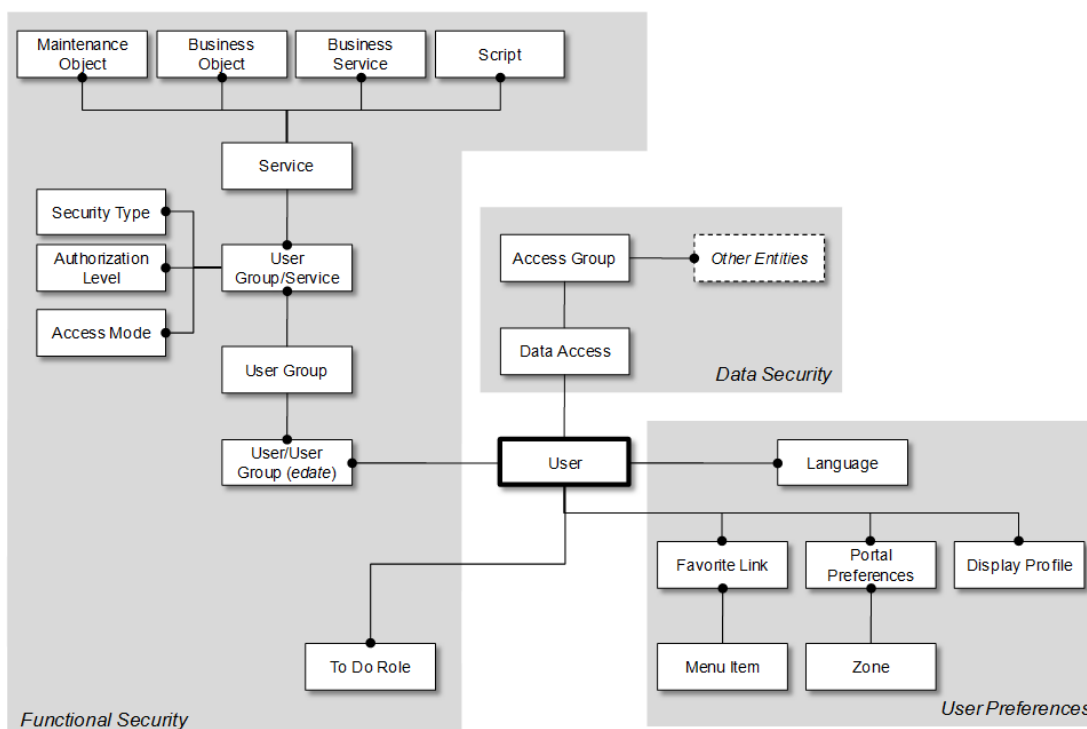 Maintenance
Object
Business
Object
Business
Service
Script
Service
Security Type
Authorization
Level
Access Mode
User
Group/Service
User Group
User/User
Group (edate)
To Do Role
Functional Security
Access Group
Other Entities
Data Access
Data Security
User
Language
Favorite Link
Portal
Preferences
Display Profile
Menu Item
Zone
User Preferences